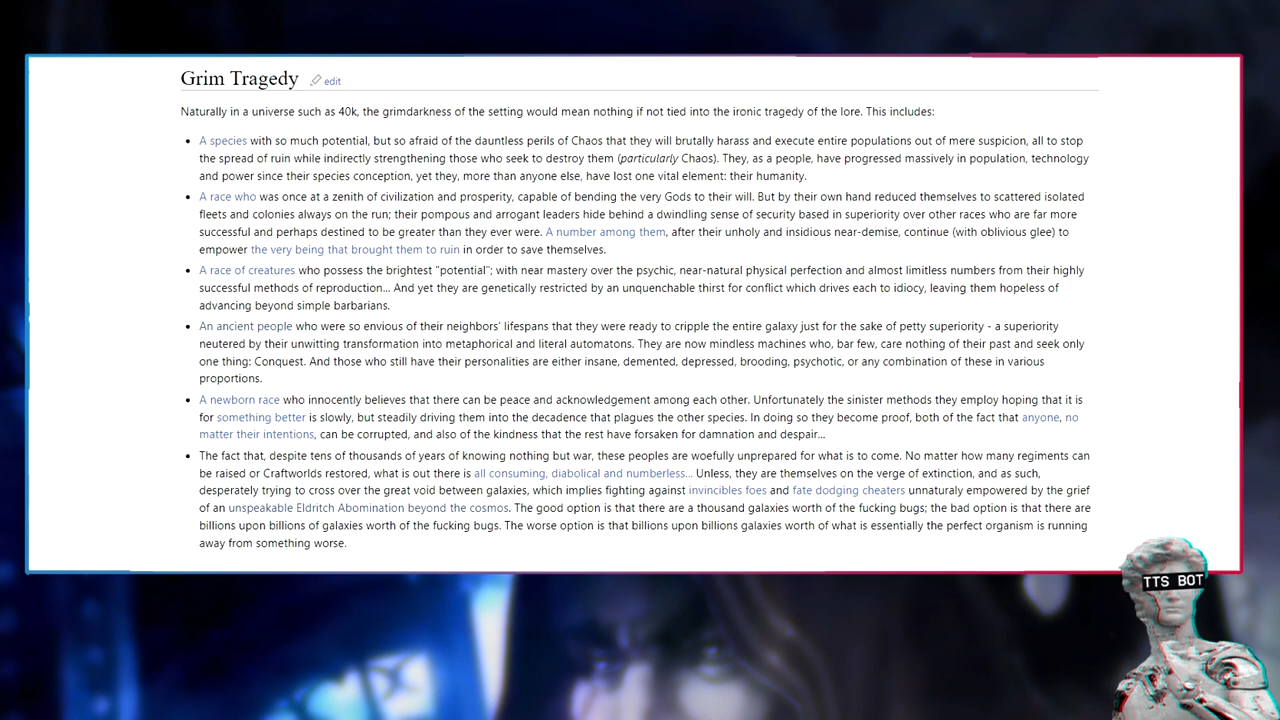 Grim Tragedy edit
Naturally in a universe such as 40k, the grimdarkness of the setting would mean nothing if not tied into the ironic tragedy of the lore. This includes:
A species with so much potential, but so afraid of the dauntless perils of Chaos that they will brutally harass and execute entire populations out of mere suspicion, all to stop
the spread of ruin while indirectly strengthening those who seek to destroy them (particularly Chaos). They, as a people, have progressed massively in population, technology
and power since their species conception, yet they, more than anyone else, have lost one vital element: their humanity.
A race who was once at a zenith of civilization and prosperity, capable of bending the very Gods to their will. But by their own hand reduced themselves to scattered isolated
fleets and colonies always on the run; their pompous and arrogant leaders hide behind a dwindling sense of security based in superiority over other races who are far more
successful and perhaps destined to be greater than they ever were. A number among them, after their unholy and insidious near-demise, continue (with oblivious glee) to
empower the very being that brought them to ruin in order to save themselves.
A race of creatures who possess the brightest "potential"; with near mastery over the psychic, near-natural physical perfection and almost limitless numbers from their highly
successful methods of reproduction... And yet they are genetically restricted by an unquenchable thirst for conflict which drives each to idiocy, leaving them hopeless of
advancing beyond simple barbarians.
An ancient people who were so envious of their neighbors' lifespans that they were ready to cripple the entire galaxy just for the sake of petty superiority - a superiority
neutered by their unwitting transformation into metaphorical and literal automatons. They are now mindless machines who, bar few, care nothing of their past and seek only
one thing: Conquest. And those who still have their personalities are either insane, demented, depressed, brooding, psychotic, or any combination of these in various
proportions.
A newborn race who innocently believes that there can be peace and acknowledgement among each other. Unfortunately the sinister methods they employ hoping that it is
for something better is slowly, but steadily driving them into the decadence that plagues the other species. In doing so they become proof, both of the fact that anyone, no
matter their intentions, can be corrupted, and also of the kindness that the rest have forsaken for damnation and despair...
The fact that, despite tens of thousands of years of knowing nothing but war, these peoples are woefully unprepared for what is to come. No matter how many regiments can
be raised or Craftworlds restored, what is out there is all consuming, diabolical and numberless... Unless, they are themselves on the verge of extinction, and as such,
desperately trying to cross over the great void between galaxies, which implies fighting against invincibles foes and fate dodging cheaters unnaturaly empowered by the grief
of an unspeakable Eldritch Abomination beyond the cosmos. The good option is that there are a thousand galaxies worth of the fucking bugs; the bad option is that there are
billions upon billions of galaxies worth of the fucking bugs. The worse option is that billions upon billions galaxies worth of what is essentially the perfect organism is running
away from something worse.
TTS BOT